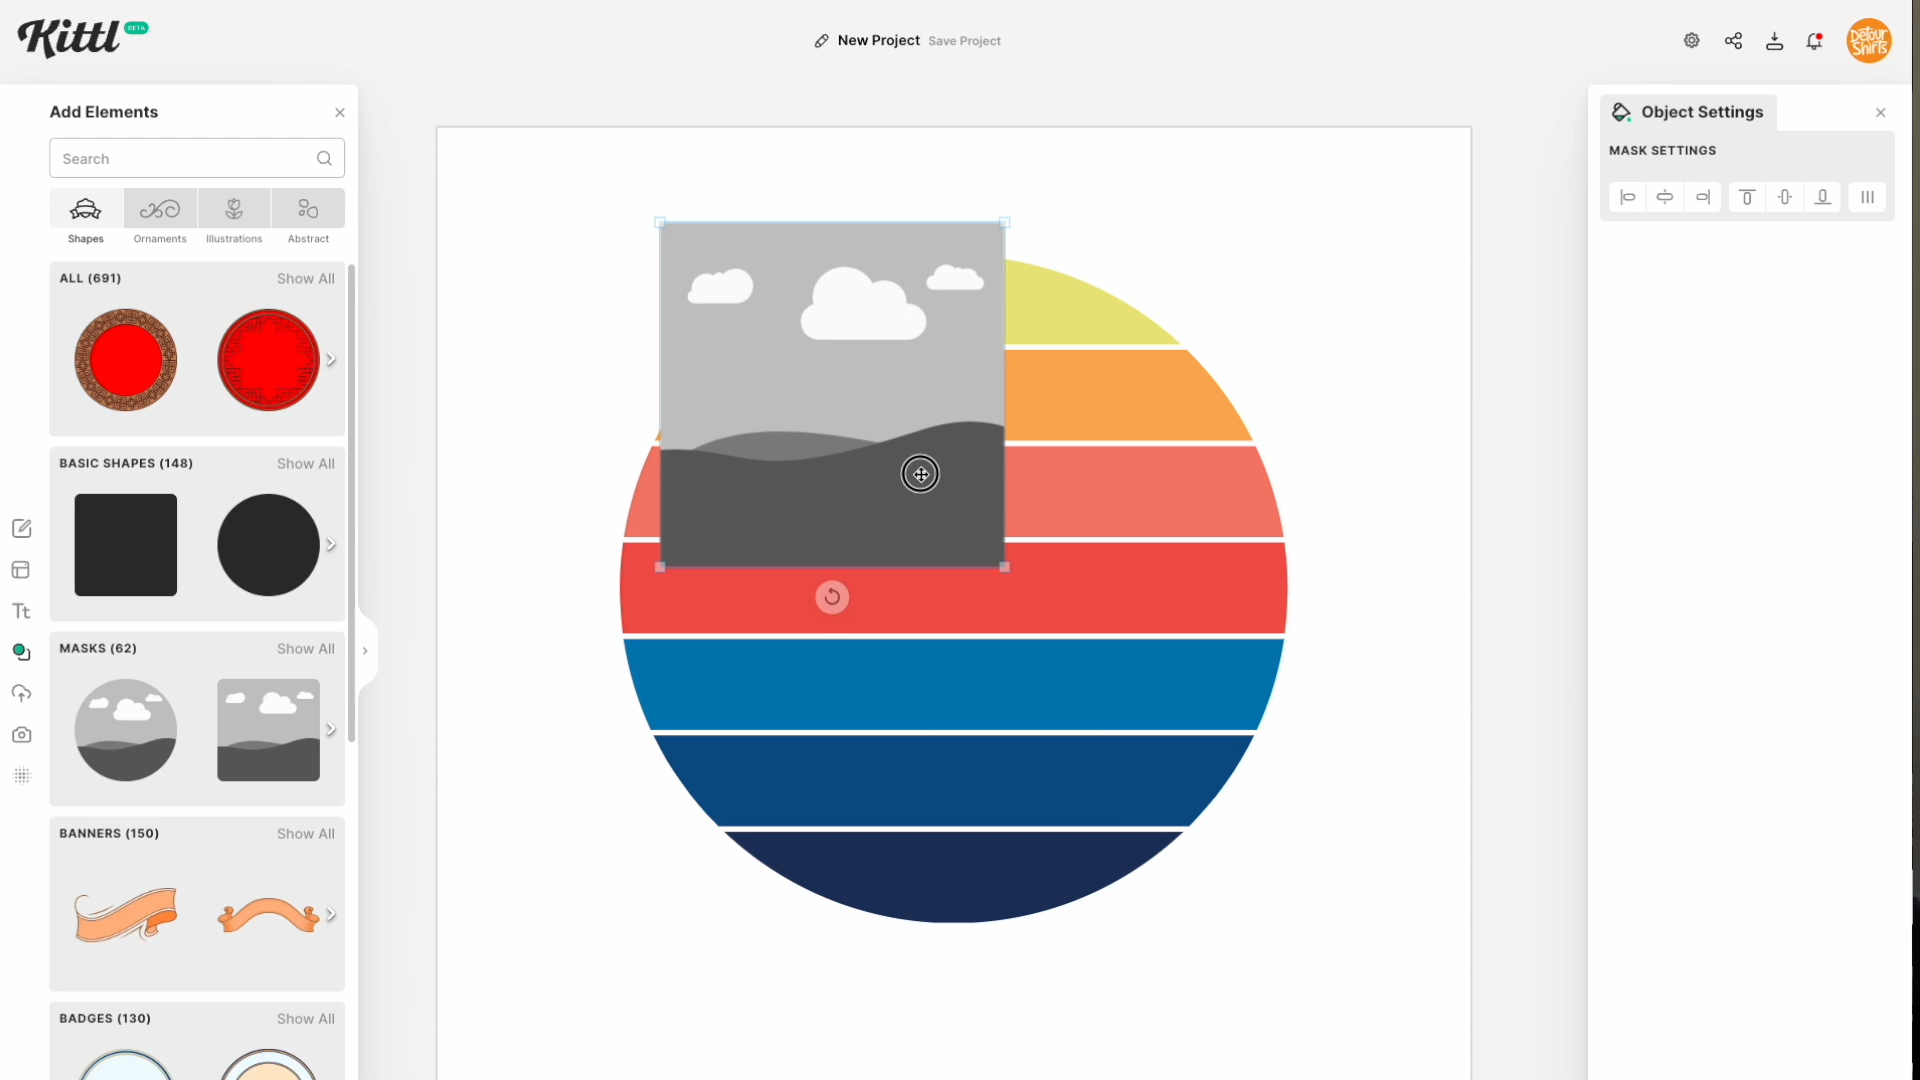 Kittl BETA
New Project Save Project
DeTour
Shirts
Add Elements
Search
Shapes Ornaments Illustrations Abstract
ALL (691) Show All
BASIC SHAPES (148) Show All
MASKS (62) Show All
BANNERS (150) Show All
BADGES (130) Show All
Tt
Object Settings
MASK SETTINGS